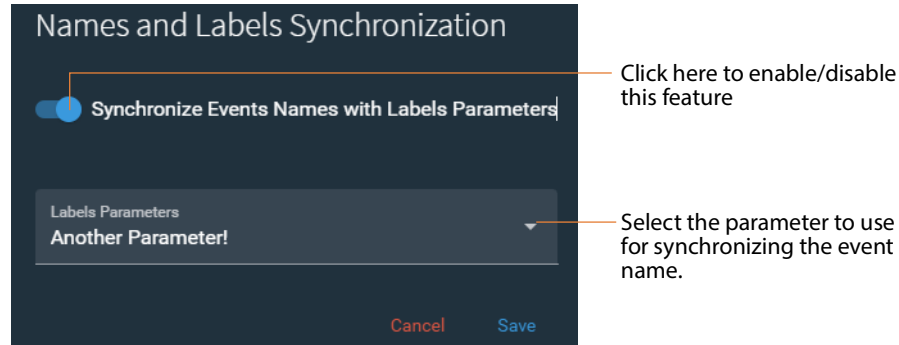 Names and Labels Synchronization
Click here to enable/disable
this feature
Synchronize Events Names with Labels Parameters
Labels Parameters
Another Parameter!
Select the parameter to use
for synchronizing the event
name.
Cancel
Save